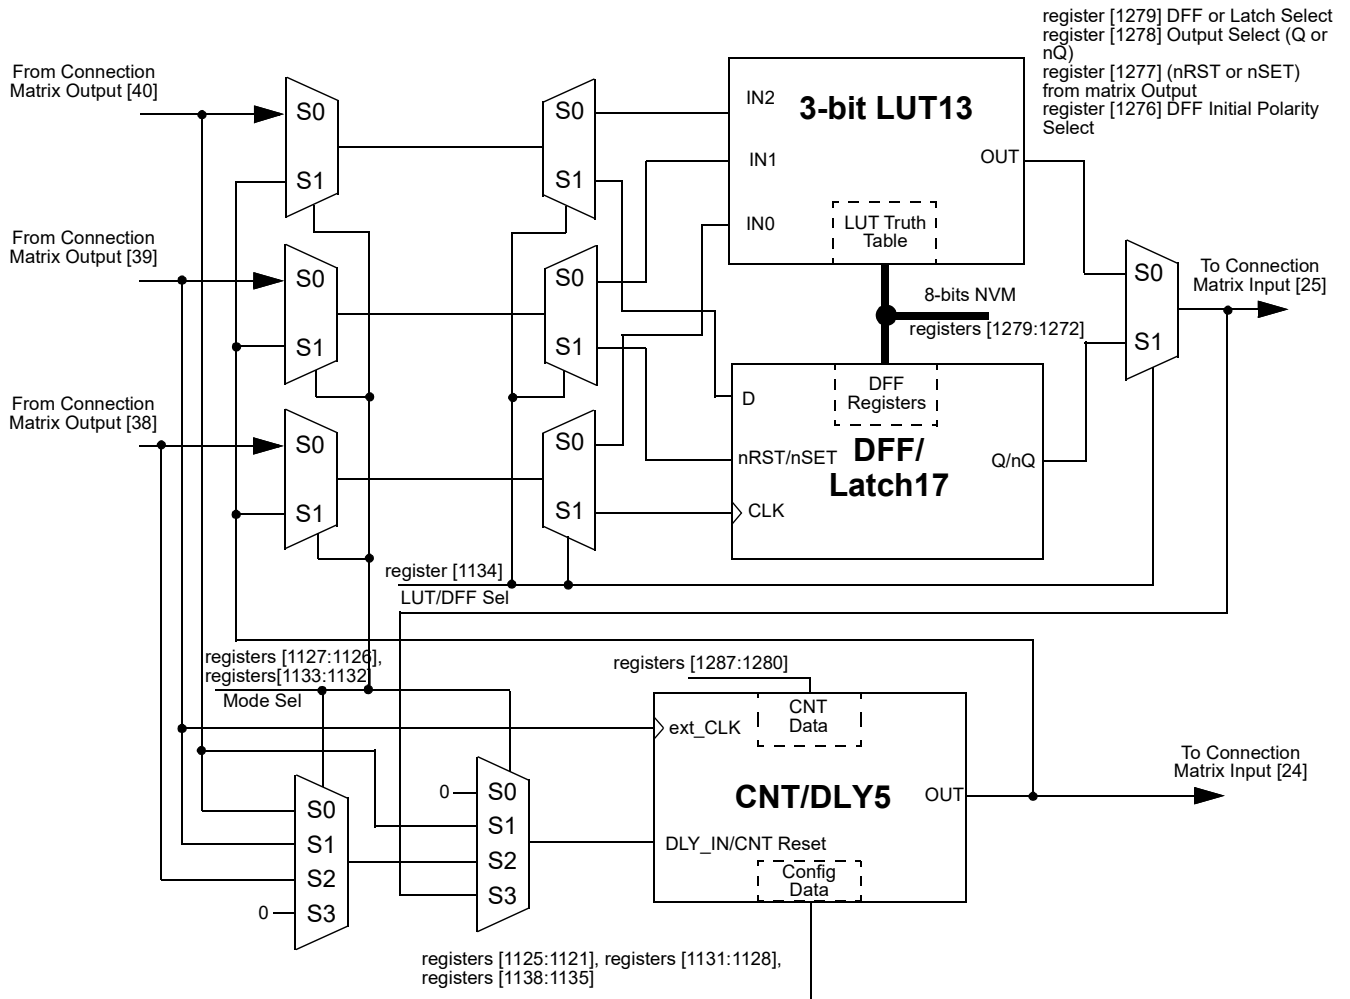 register [1279] DFF or Latch Select
register [1278] Output Select (Q or
nQ)
register [1277] (nRST or nSET)
from matrix Output
register [1276] DFF Initial Polarity
Select
From Connection
Matrix Output [40]
S0
S1
S0
S1
IN2
3-bit LUT13
IN1
OUT
IN0
LUT Truth
Table
From Connection
Matrix Output [39]
S0
S1
S0
S1
8-bits NVM
registers [1279:1272]
S0
S1
To Connection
Matrix Input [25]
From Connection
Matrix Output [38]
S0
S1
S0
S1
DFF
Registers
D
nRST/nSET
DFF/
Latch17
Q/nQ
CLK
register [1134]
LUT/DFF Sel
registers [1127:1126],
registers[1133:1132]
Mode Sel
registers [1287:1280]
CNT
Data
ext_CLK
CNT/DLY5
OUT
To Connection
Matrix Input [24]
DLY_IN/CNT Reset
Config
Data
0
S0
S1
S2
S3
S0
S1
S2
0
S3
registers [1125:1121], registers [1131:1128],
registers [1138:1135]